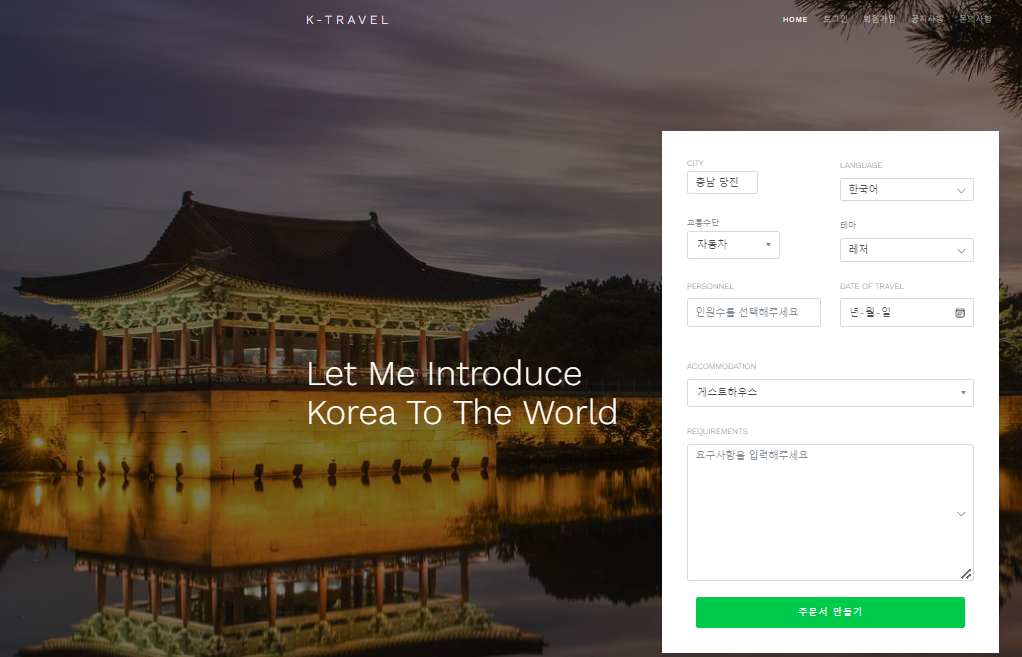 K-TRAVEL
HOME 로그인 회원가입 공지사항 문의사항
Let Me Introduce
Korea To The World
CITY
충남 당진
LANGUAGE
한국어
교통수단
자동차
테마
레저
PERSONNEL
인원수를 선택해주세요
DATE OF TRAVEL
년-월-일
ACCOMMODATION
게스트하우스
REQUIREMENTS
요구사항을 입력해주세요
주문서 만들기